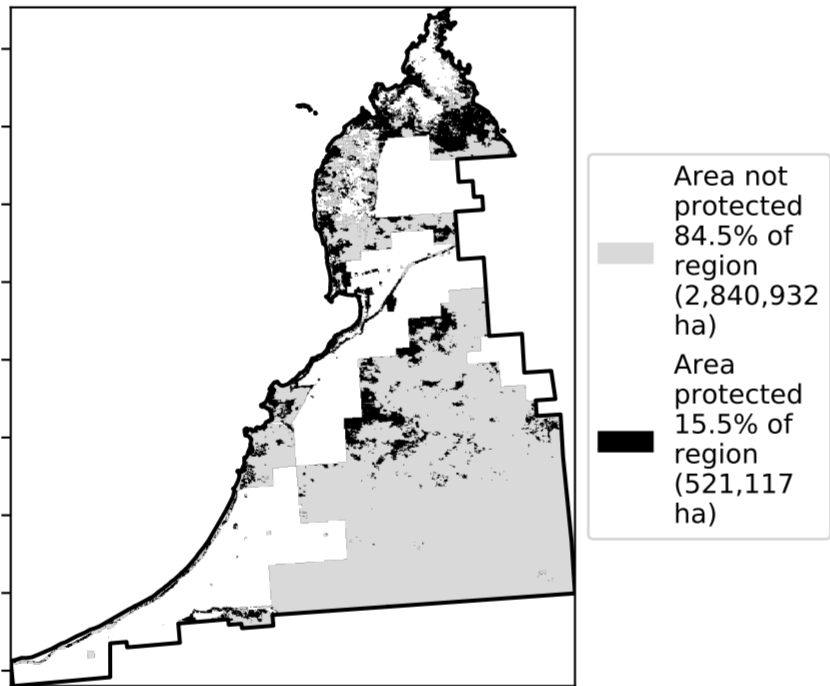 Area not
protected
84.5% of
region
(2,840,932
ha)
Area
protected
15.5% of
region
(521,117
ha)